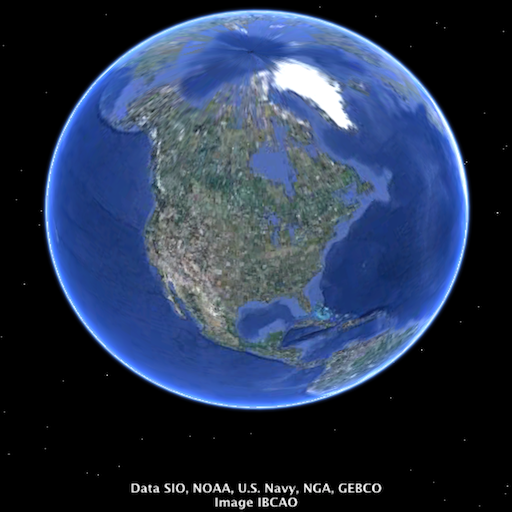 Data SIO, NOAA, U.S. Navy, NGA, GEBCO
Image IBCAO